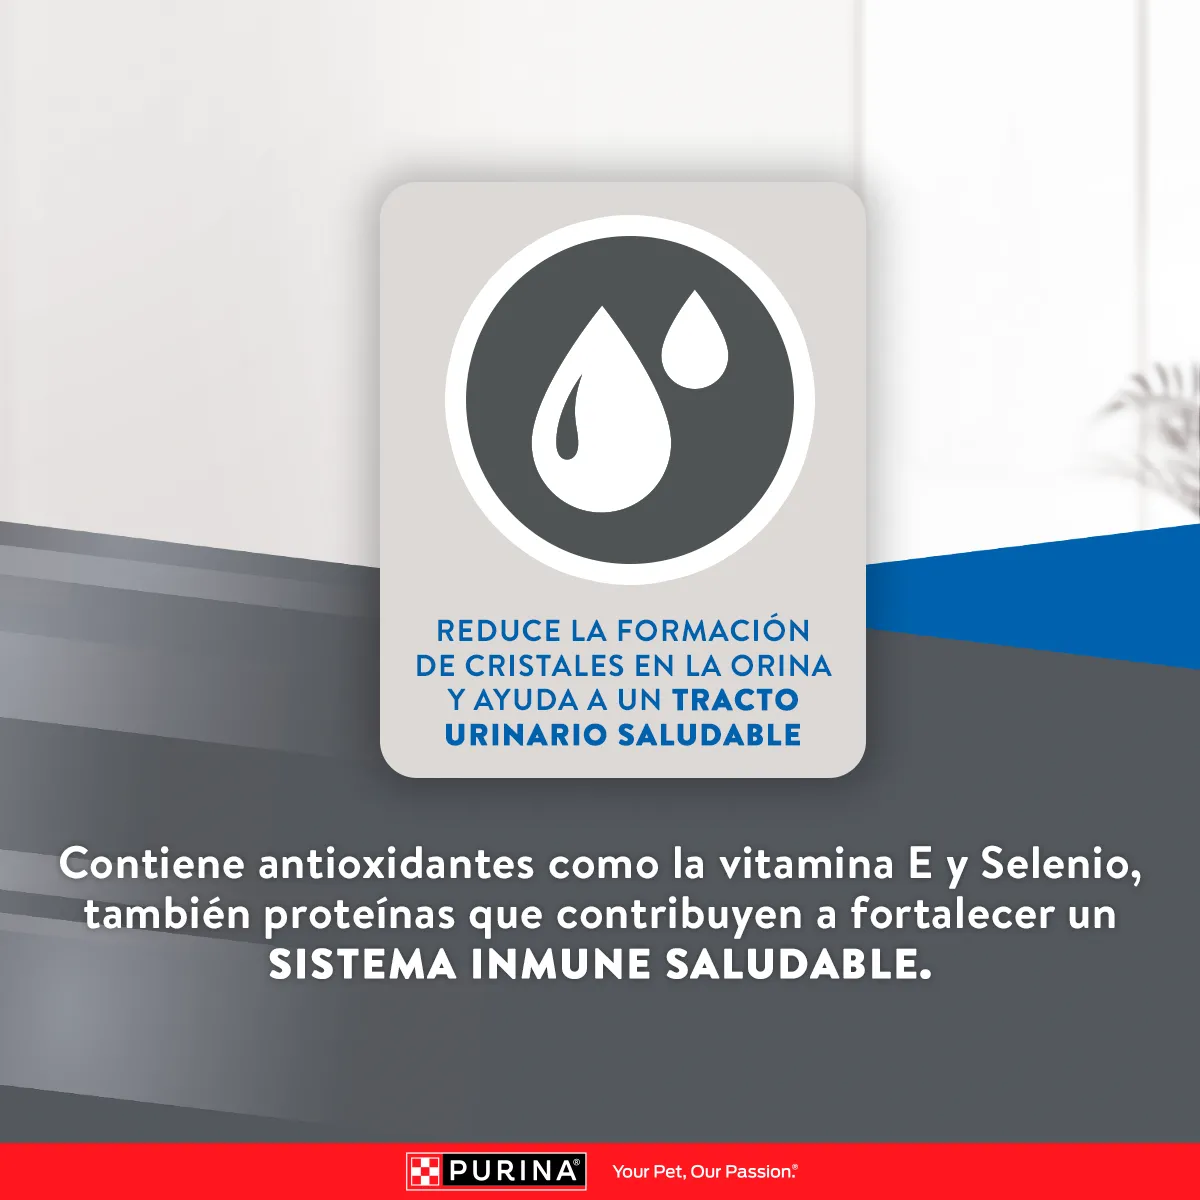 REDUCE LA FORMACIÓN
DE CRISTALES EN LA ORINA
Y AYUDA A UN TRACTO
URINARIO SALUDABLE
Contiene antioxidantes como la vitamina E y Selenio,
también proteínas que contribuyen a fortalecer un
SISTEMA INMUNE SALUDABLE.
PURINA® Your Pet, Our Passion.®